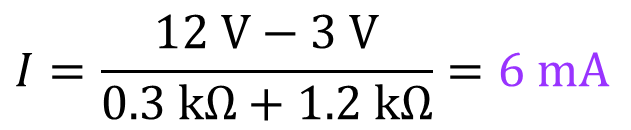 I = (12 V − 3 V) / (0.3 kΩ + 1.2 kΩ) = 6 mA